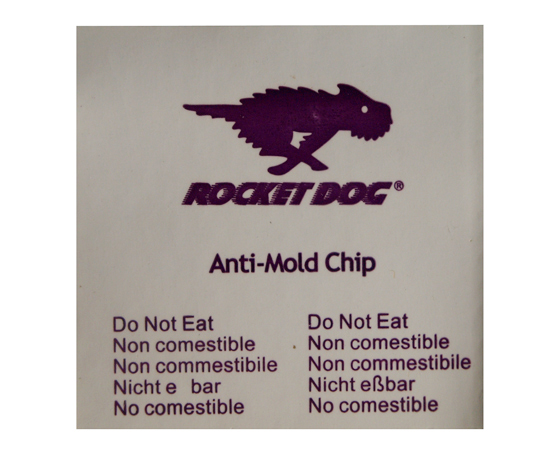 ROCKET DOG®
Anti-Mold Chip
Do Not Eat
Non comestible
Non commestibile
Nicht e bar
No comestible
Do Not Eat
Non comestible
Non commestibile
Nicht eßbar
No comestible